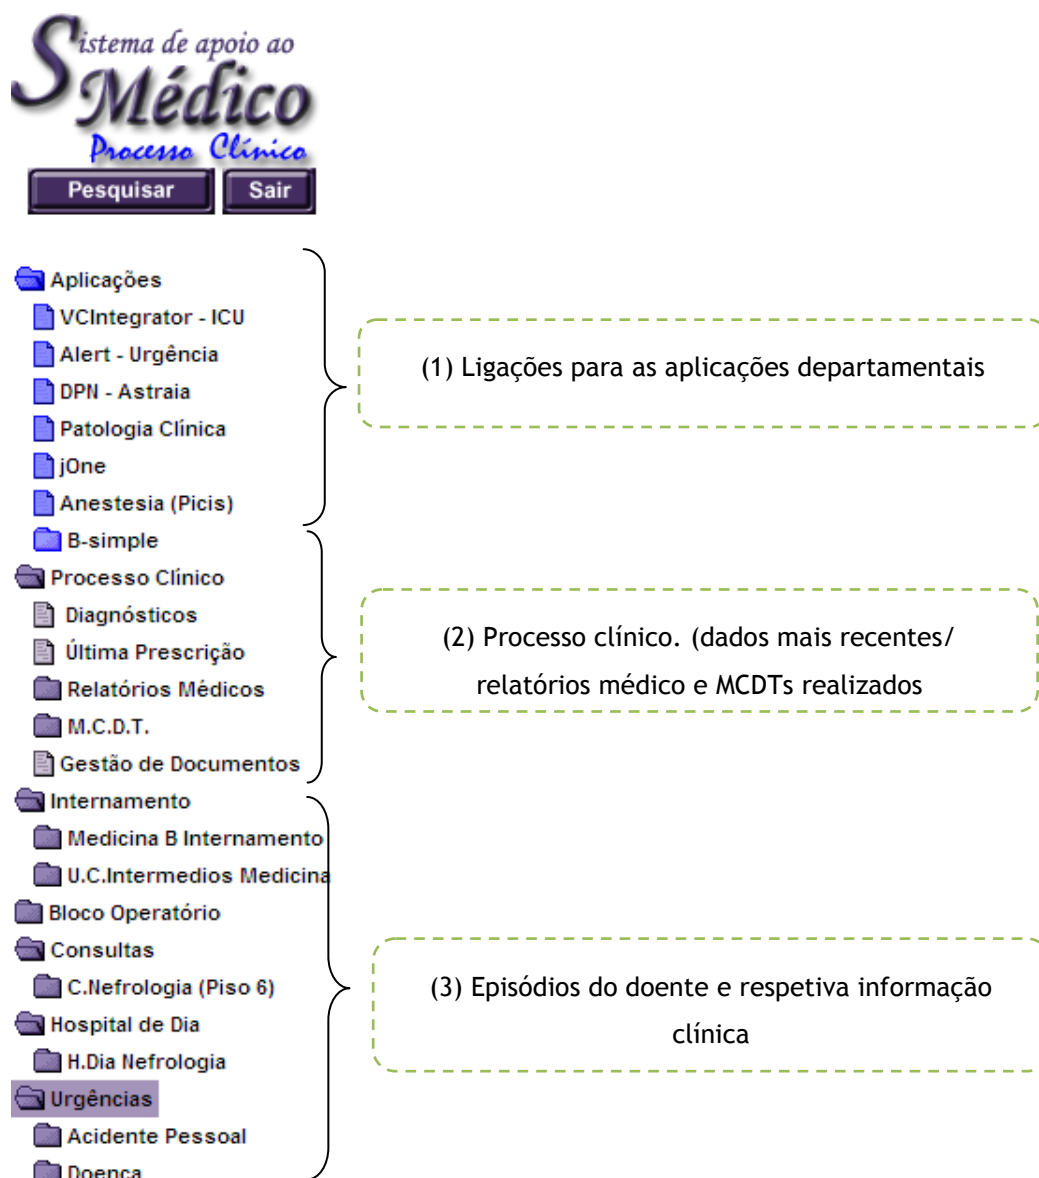 Sistema de apoio ao
Médico
Processo Clínico
Pesquisar Sair
Aplicações
VCIntegrator - ICU
Alert - Urgência
DPN - Astraia
Patologia Clínica
jOne
Anestesia (Picis)
B-simple
(1) Ligações para as aplicações departamentais
Processo Clínico
Diagnósticos
Última Prescrição
Relatórios Médicos
M.C.D.T.
Gestão de Documentos
(2) Processo clínico. (dados mais recentes/
relatórios médico e MCDTs realizados
Internamento
Medicina B Internamento
U.C.Intermedios Medicina
Bloco Operatório
Consultas
C.Nefrologia (Piso 6)
Hospital de Dia
H.Dia Nefrologia
Urgências
Acidente Pessoal
Doença
(3) Episódios do doente e respetiva informação
clínica